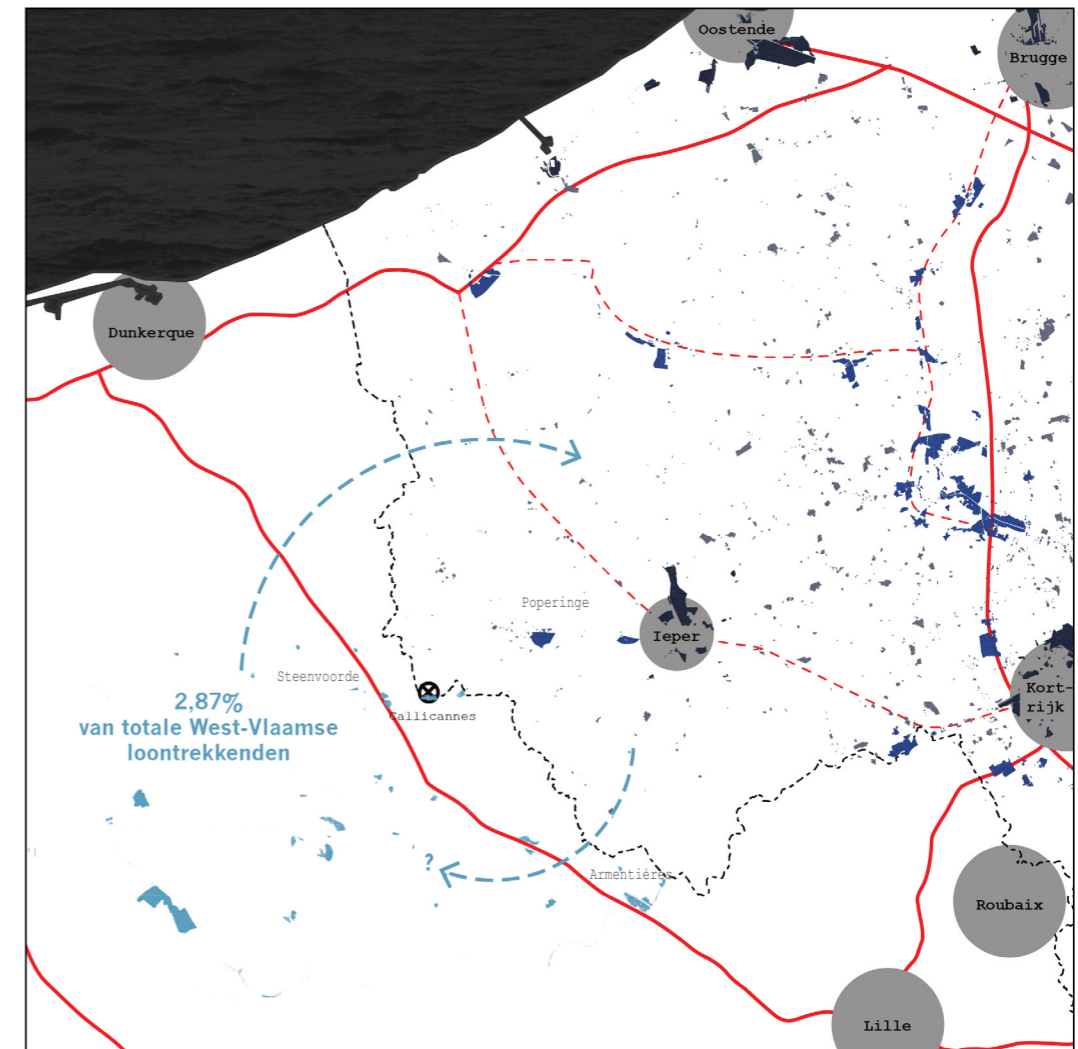 Oostende
Brugge
Dunkerque
Poperinge
Ieper
Steenvoorde
Callicannes
Kort-
rijk
2,87%
van totale West-Vlaamse
loontrekkenden
?
Armentières
Roubaix
Lille